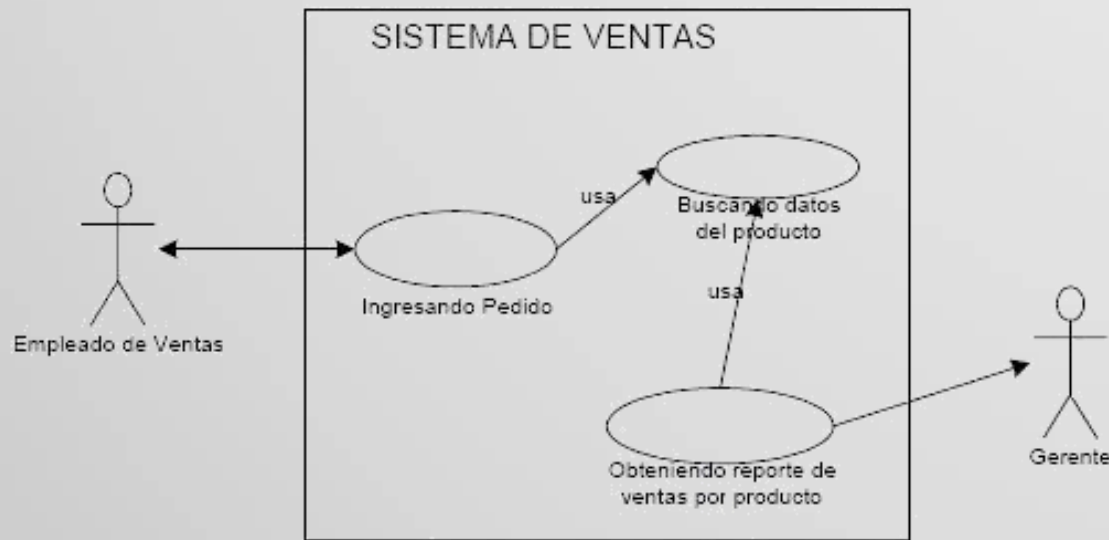 SISTEMA DE VENTAS
usa
Buscando datos
del producto
Ingresando Pedido
usa
Empleado de Ventas
Obteniendo reporte de
ventas por producto
Gerente